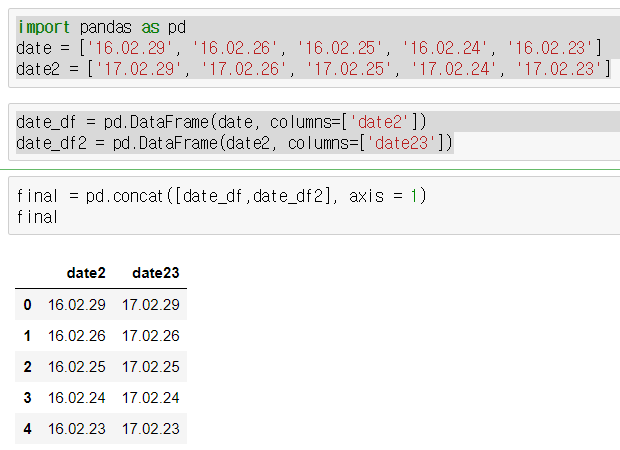 import pandas as pd
date = ['16.02.29', '16.02.26', '16.02.25', '16.02.24', '16.02.23']
date2 = ['17.02.29', '17.02.26', '17.02.25', '17.02.24', '17.02.23']
date_df = pd.DataFrame(date, columns=['date2'])
date_df2 = pd.DataFrame(date2, columns=['date23'])
final = pd.concat([date_df,date_df2], axis = 1)
final
date2 date23
0 16.02.29 17.02.29
1 16.02.26 17.02.26
2 16.02.25 17.02.25
3 16.02.24 17.02.24
4 16.02.23 17.02.23